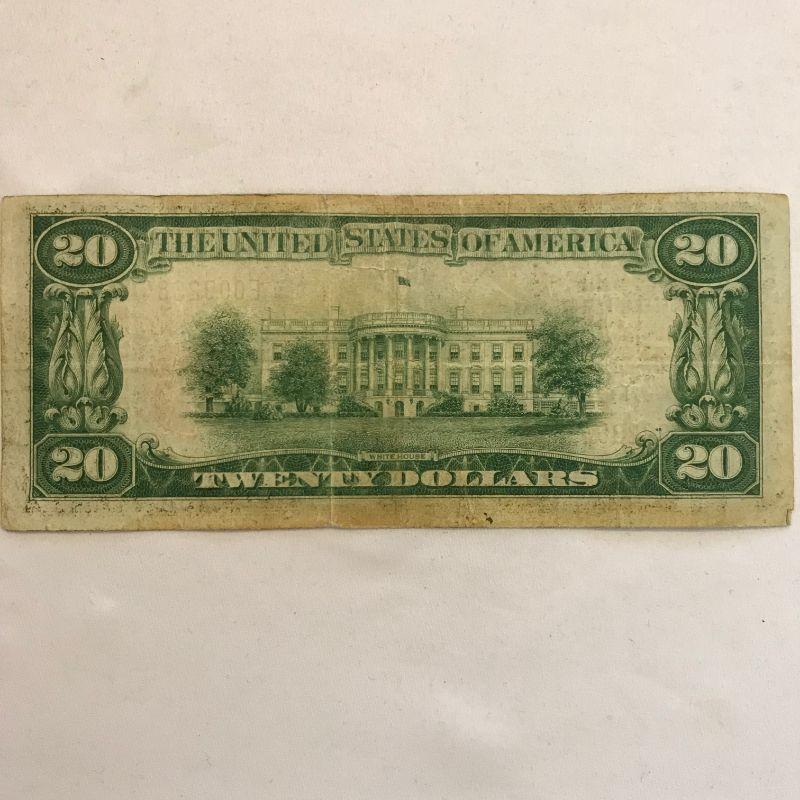 20 THE UNITED STATES OF AMERICA 20
WHITE HOUSE
20 TWENTY DOLLARS 20